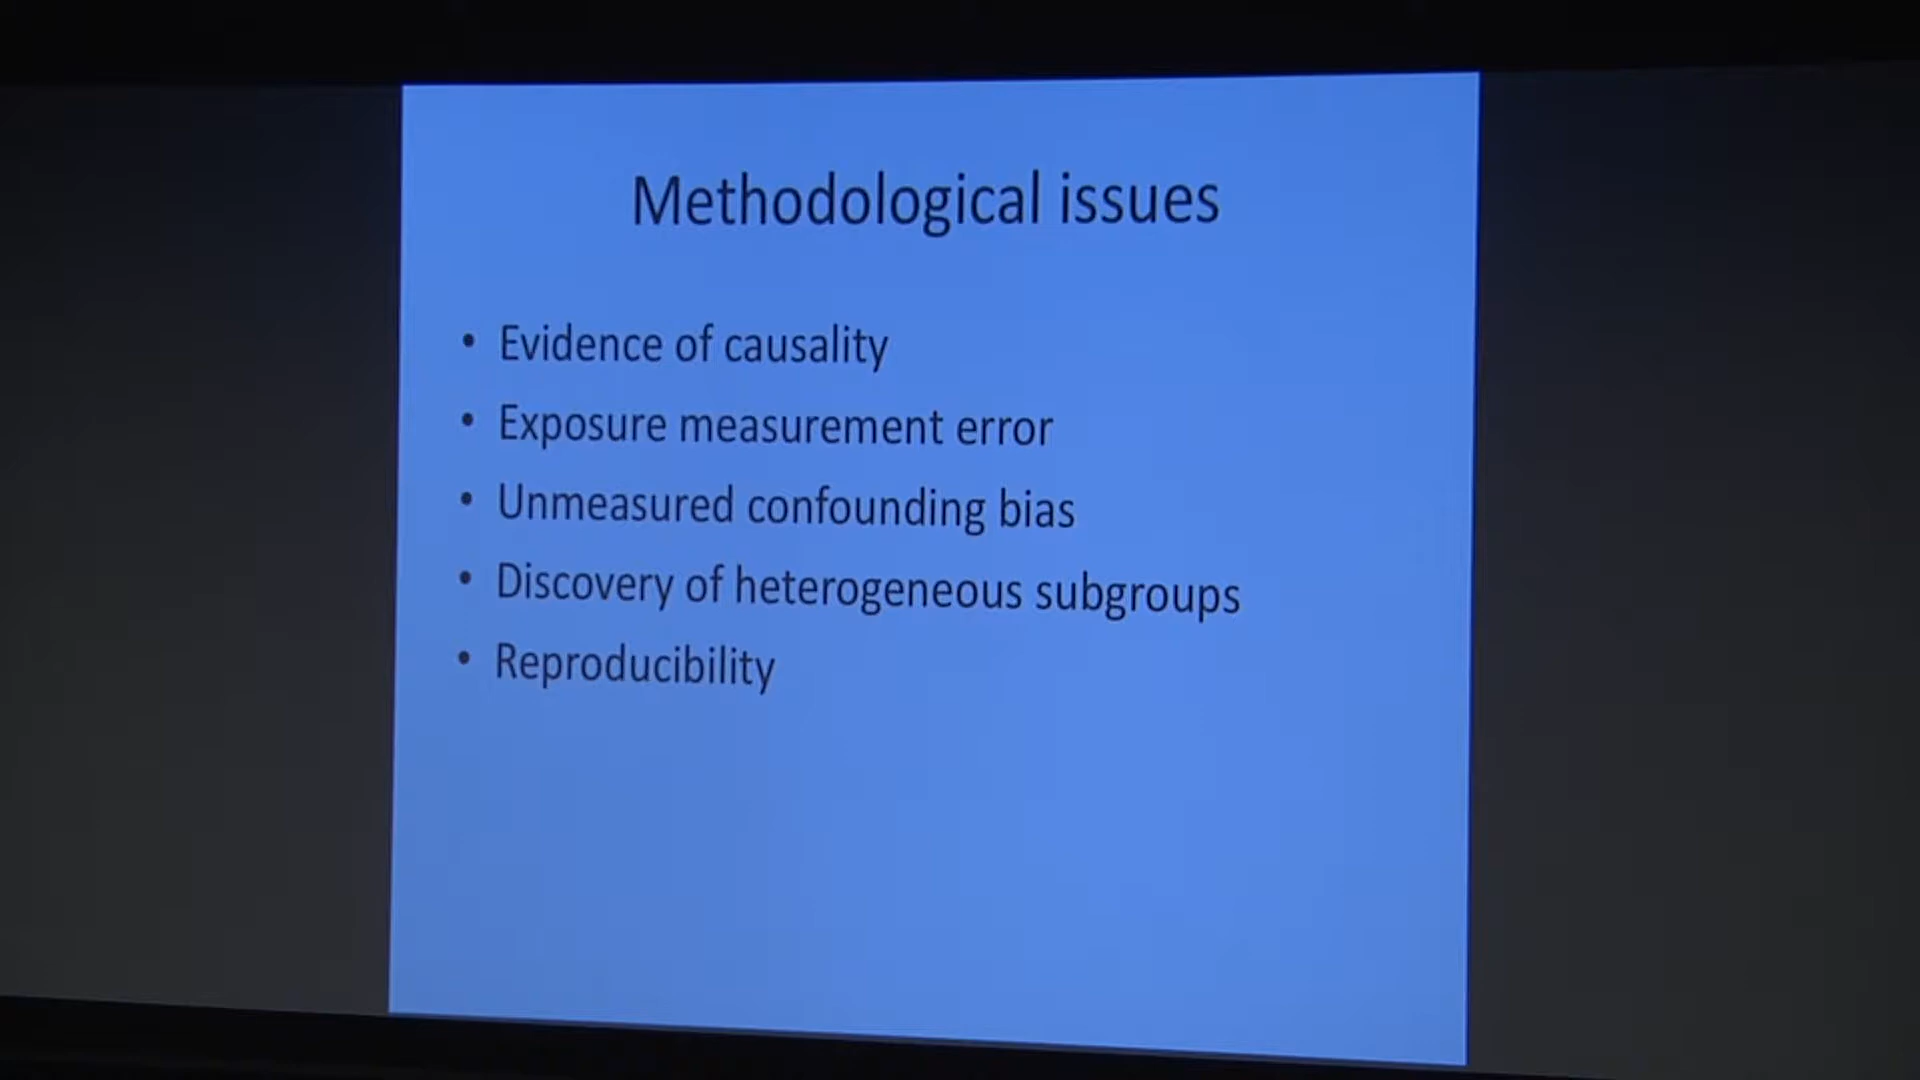 Methodological issues
• Evidence of causality
• Exposure measurement error
• Unmeasured confounding bias
• Discovery of heterogeneous subgroups
• Reproducibility